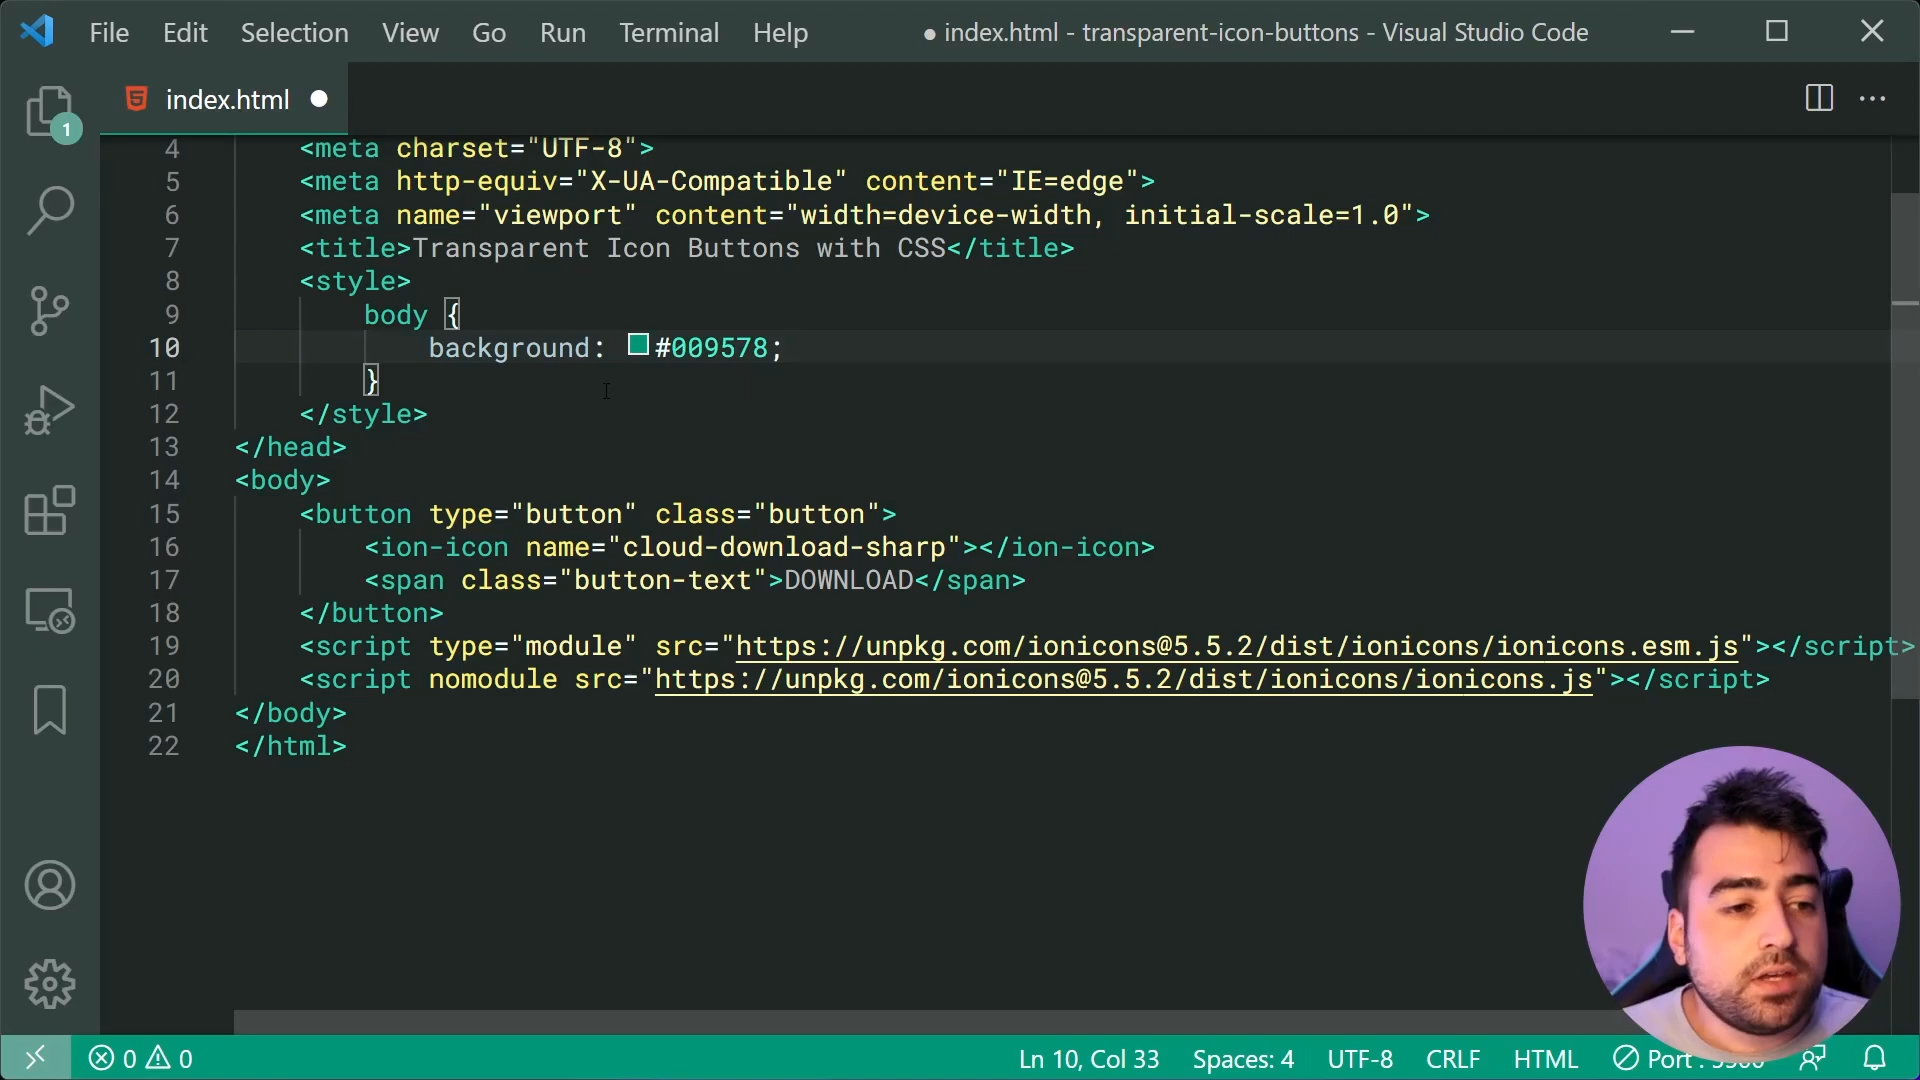 File Edit Selection View Go Run Terminal Help ● index.html - transparent-icon-buttons - Visual Studio Code
index.html
1
4 <meta charset="UTF-8">
5 <meta http-equiv="X-UA-Compatible" content="IE=edge">
6 <meta name="viewport" content="width=device-width, initial-scale=1.0">
7 <title>Transparent Icon Buttons with CSS</title>
8 <style>
9 body {
10 background: #009578;
11 }
12 </style>
13 </head>
14 <body>
15 <button type="button" class="button">
16 <ion-icon name="cloud-download-sharp"></ion-icon>
17 <span class="button-text">DOWNLOAD</span>
18 </button>
19 <script type="module" src="https://unpkg.com/ionicons@5.5.2/dist/ionicons/ionicons.esm.js"></script>
20 <script nomodule src="https://unpkg.com/ionicons@5.5.2/dist/ionicons/ionicons.js"></script>
21 </body>
22 </html>
0 0 Ln 10, Col 33 Spaces: 4 UTF-8 CRLF HTML Port :